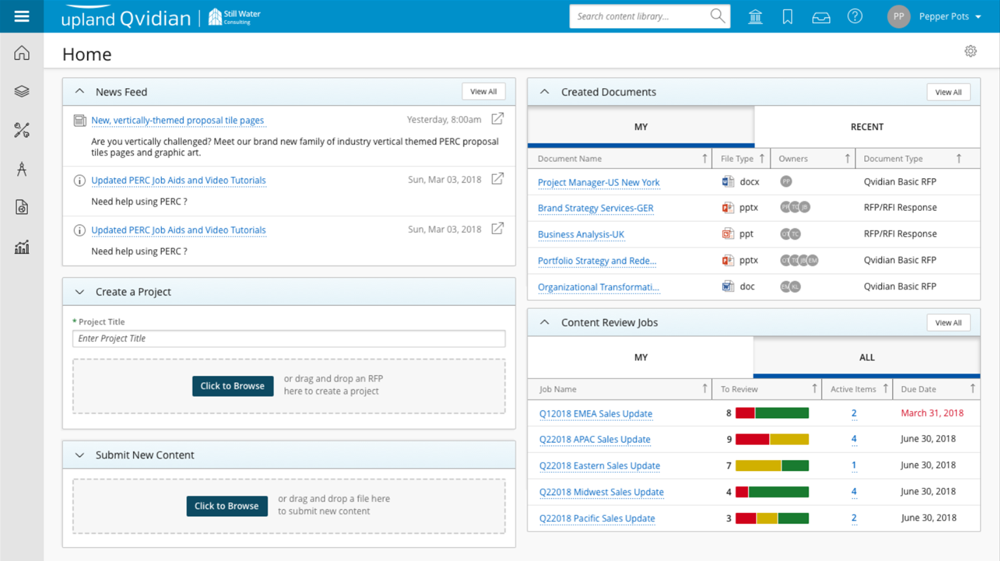 upland Qvidian
Still Water
Consulting
Search content library...
PP
Pepper Pots
Home
News Feed
View All
New, vertically-themed proposal tile pages
Yesterday, 8:00am
Are you vertically challenged? Meet our brand new family of industry vertical themed PERC proposal
tiles pages and graphic art.
Updated PERC Job Aids and Video Tutorials
Sun, Mar 03, 2018
Need help using PERC ?
Updated PERC Job Aids and Video Tutorials
Sun, Mar 03, 2018
Need help using PERC ?
Create a Project
* Project Title
Enter Project Title
Click to Browse
or drag and drop an RFP
here to create a project
Submit New Content
Click to Browse
or drag and drop a file here
to submit new content
Created Documents
View All
MY
RECENT
Document Name File Type Owners Document Type
Project Manager-US New York docx PP Qvidian Basic RFP
Brand Strategy Services-GER pptx JB RFP/RFI Response
Business Analysis-UK ppt TC RFP/RFI Response
Portfolio Strategy and Rede... pptx EM Qvidian Basic RFP
Organizational Transformati... doc KL Qvidian Basic RFP
Content Review Jobs
View All
MY
ALL
Job Name To Review Active Items Due Date
Q12018 EMEA Sales Update 8 2 March 31, 2018
Q22018 APAC Sales Update 9 4 June 30, 2018
Q22018 Eastern Sales Update 7 1 June 30, 2018
Q22018 Midwest Sales Update 4 4 June 30, 2018
Q22018 Pacific Sales Update 3 2 June 30, 2018